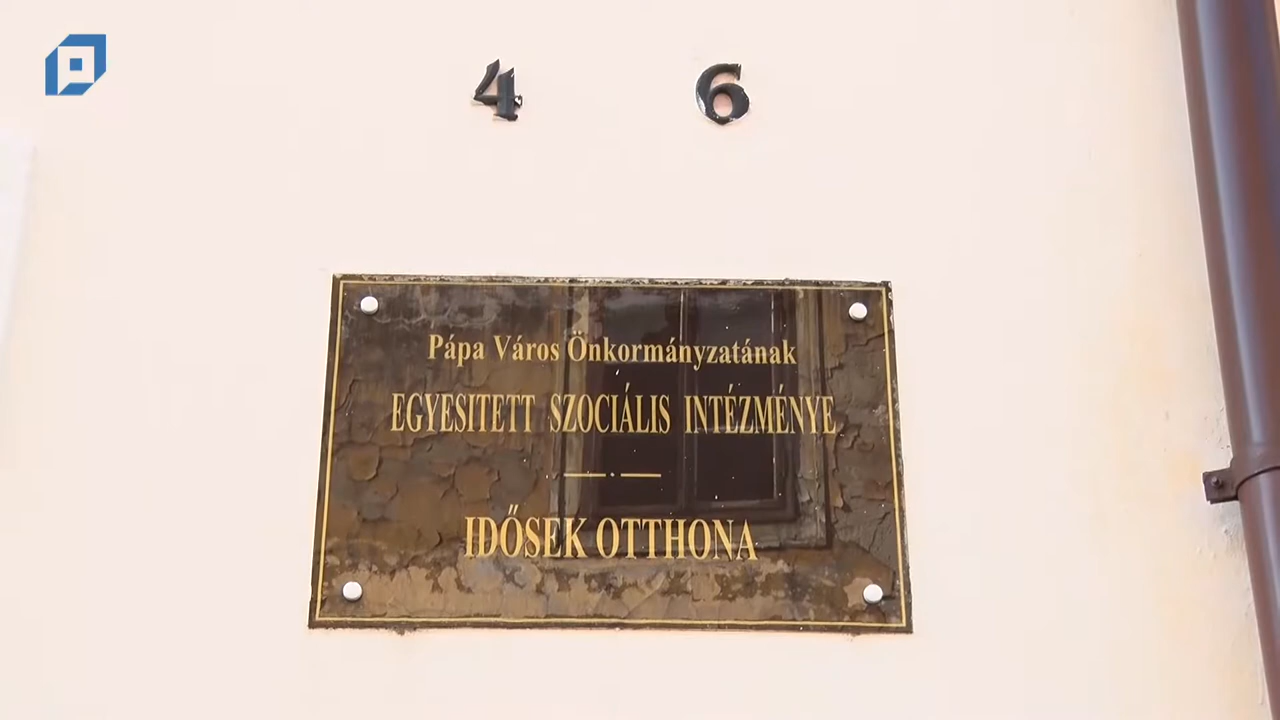 4 6
Pápa Város Önkormányzatának
EGYESITETT SZOCIÁLIS INTÉZMÉNYE
IDŐSEK OTTHONA